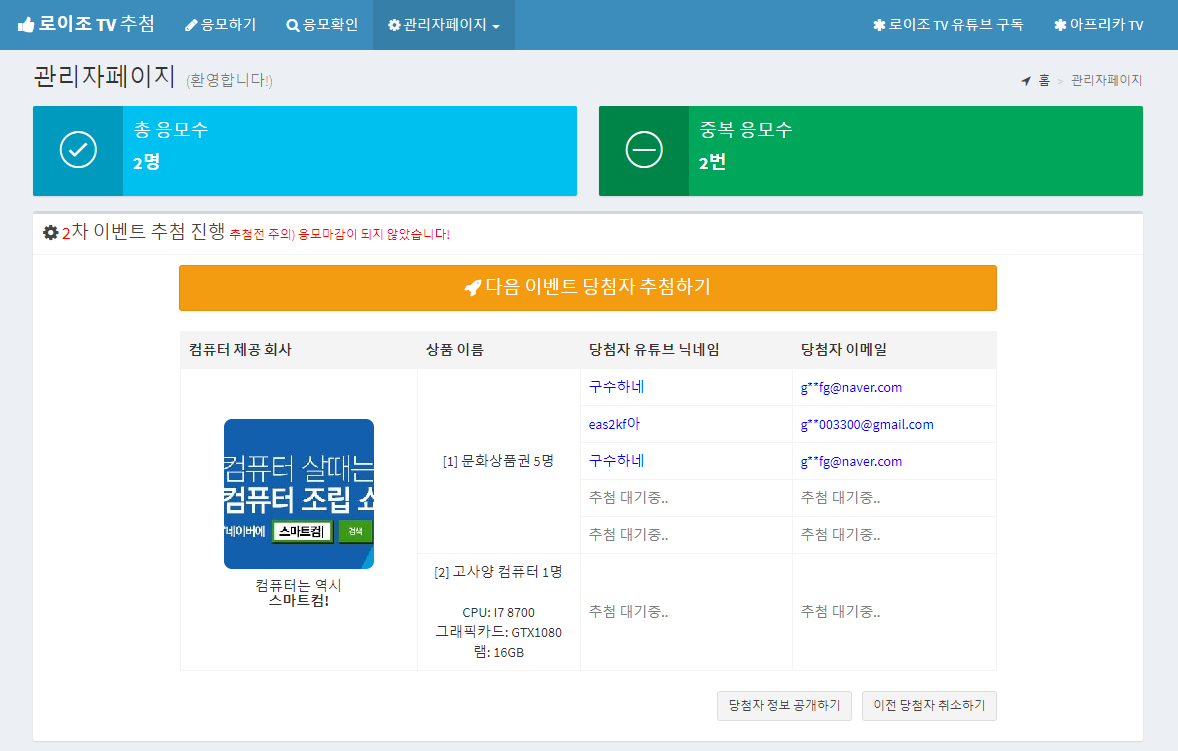 로이조 TV 추첨 응모하기 응모확인 관리자페이지 로이조 TV 유튜브 구독 아프리카 TV
관리자페이지 (환영합니다!) 홈 > 관리자페이지
총 응모수
2명
중복 응모수
2번
2차 이벤트 추첨 진행 추첨전 주의) 응모마감이 되지 않았습니다!
다음 이벤트 당첨자 추첨하기
컴퓨터 제공 회사 상품 이름 당첨자 유튜브 닉네임 당첨자 이메일
컴퓨터 살때는
컴퓨터 조립 쇼
네이버에 스마트컴 검색
컴퓨터는 역시
스마트컴!
[1] 문화상품권 5명
구수하네 g**fg@naver.com
eas2kf아 g**003300@gmail.com
구수하네 g**fg@naver.com
추첨 대기중.. 추첨 대기중..
추첨 대기중.. 추첨 대기중..
[2] 고사양 컴퓨터 1명
CPU: I7 8700
그래픽카드: GTX1080
램: 16GB
추첨 대기중.. 추첨 대기중..
당첨자 정보 공개하기 이전 당첨자 취소하기